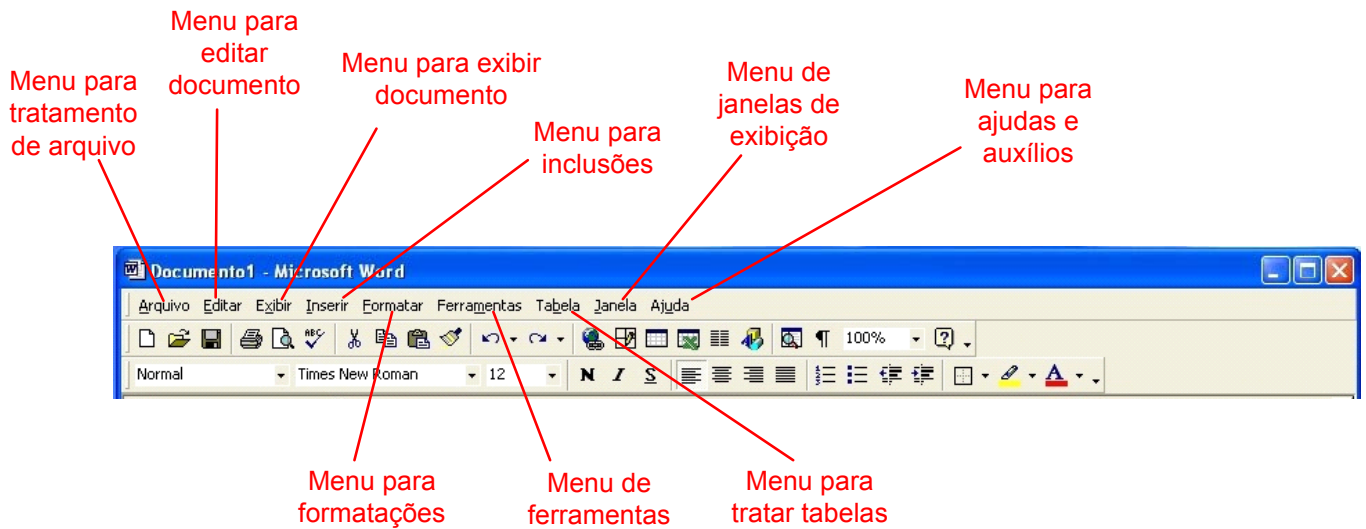 Menu para
tratamento
de arquivo
Menu para
editar
documento
Menu para exibir
documento
Menu para
inclusões
Menu de
janelas de
exibição
Menu para
ajudas e
auxílios
Documento1 - Microsoft Word
Arquivo Editar Exibir Inserir Formatar Ferramentas Tabela Janela Ajuda
ABC 100%
Normal Times New Roman 12 N I S A
Menu para
formatações
Menu de
ferramentas
Menu para
tratar tabelas